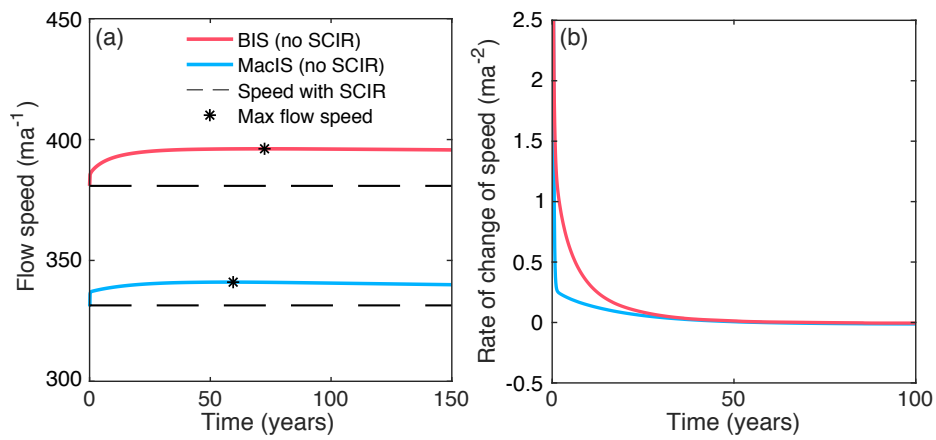 (a)
BIS (no SCIR)
MacIS (no SCIR)
Speed with SCIR
Max flow speed
Flow speed (ma⁻¹)
450
400
350
300
0 50 100 150
Time (years)
(b)
Rate of change of speed (ma⁻²)
2.5
2
1.5
1
0.5
0
-0.5
0 50 100
Time (years)